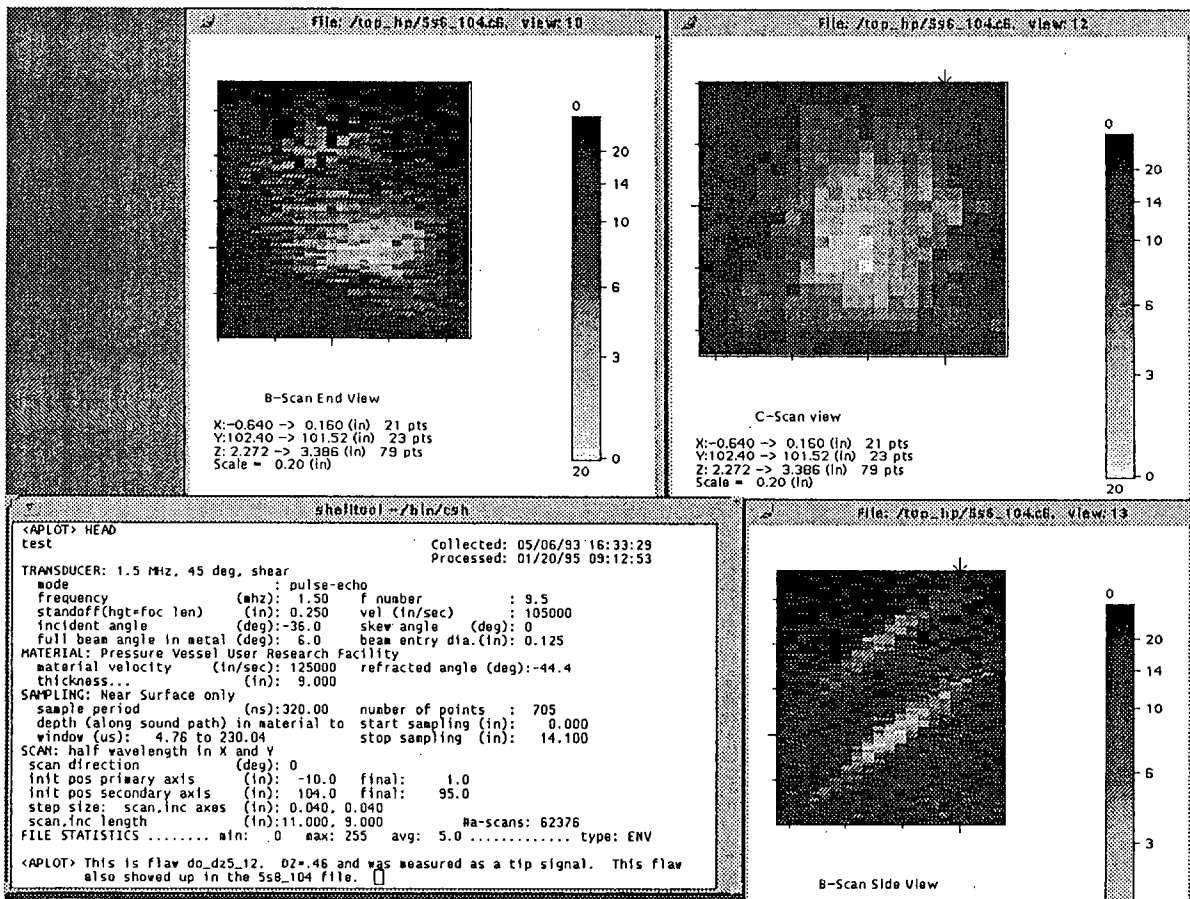 File: /top_hp/5s6_104.c6, view: 10
0
20
14
10
6
3
0
20
B-Scan End View
X:-0.640 -> 0.160 (in) 21 pts
Y:102.40 -> 101.52 (in) 23 pts
Z: 2.272 -> 3.386 (in) 79 pts
Scale = 0.20 (in)
File: /top_hp/5s6_104.c6, view: 12
0
20
14
10
6
3
0
20
C-Scan view
X:-0.640 -> 0.160 (in) 21 pts
Y:102.40 -> 101.52 (in) 23 pts
Z: 2.272 -> 3.386 (in) 79 pts
Scale = 0.20 (in)
shelltool - /bin/csh
<APLOT> HEAD
test Collected: 05/06/93 16:33:29
Processed: 01/20/95 09:12:53
TRANSDUCER: 1.5 MHz, 45 deg, shear
mode : pulse-echo
frequency (mhz): 1.50 f number : 9.5
standoff(hgt=foc len) (in): 0.250 vel (in/sec) : 105000
incident angle (deg):-36.0 skew angle (deg): 0
full beam angle in metal (deg): 6.0 beam entry dia.(in): 0.125
MATERIAL: Pressure Vessel User Research Facility
material velocity (in/sec): 125000 refracted angle (deg):-44.4
thickness... (in): 9.000
SAMPLING: Near Surface only
sample period (ns):320.00 number of points : 705
depth (along sound path) in material to start sampling (in): 0.000
window (us): 4.76 to 230.04 stop sampling (in): 14.100
SCAN: half wavelength in X and Y
scan direction (deg): 0
init pos primary axis (in): -10.0 final: 1.0
init pos secondary axis (in): 104.0 final: 95.0
step size: scan,inc axes (in): 0.040, 0.040
scan,inc length (in):11.000, 9.000 #a-scans: 62376
FILE STATISTICS ........ min: 0 max: 255 avg: 5.0 ............. type: ENV
<APLOT> This is flaw do_dz5_12. DZ=.46 and was measured as a tip signal. This flaw
also showed up in the 5s8_104 file.
File: /top_hp/5s6_104.c6, view: 13
0
20
14
10
6
3
B-Scan Side View